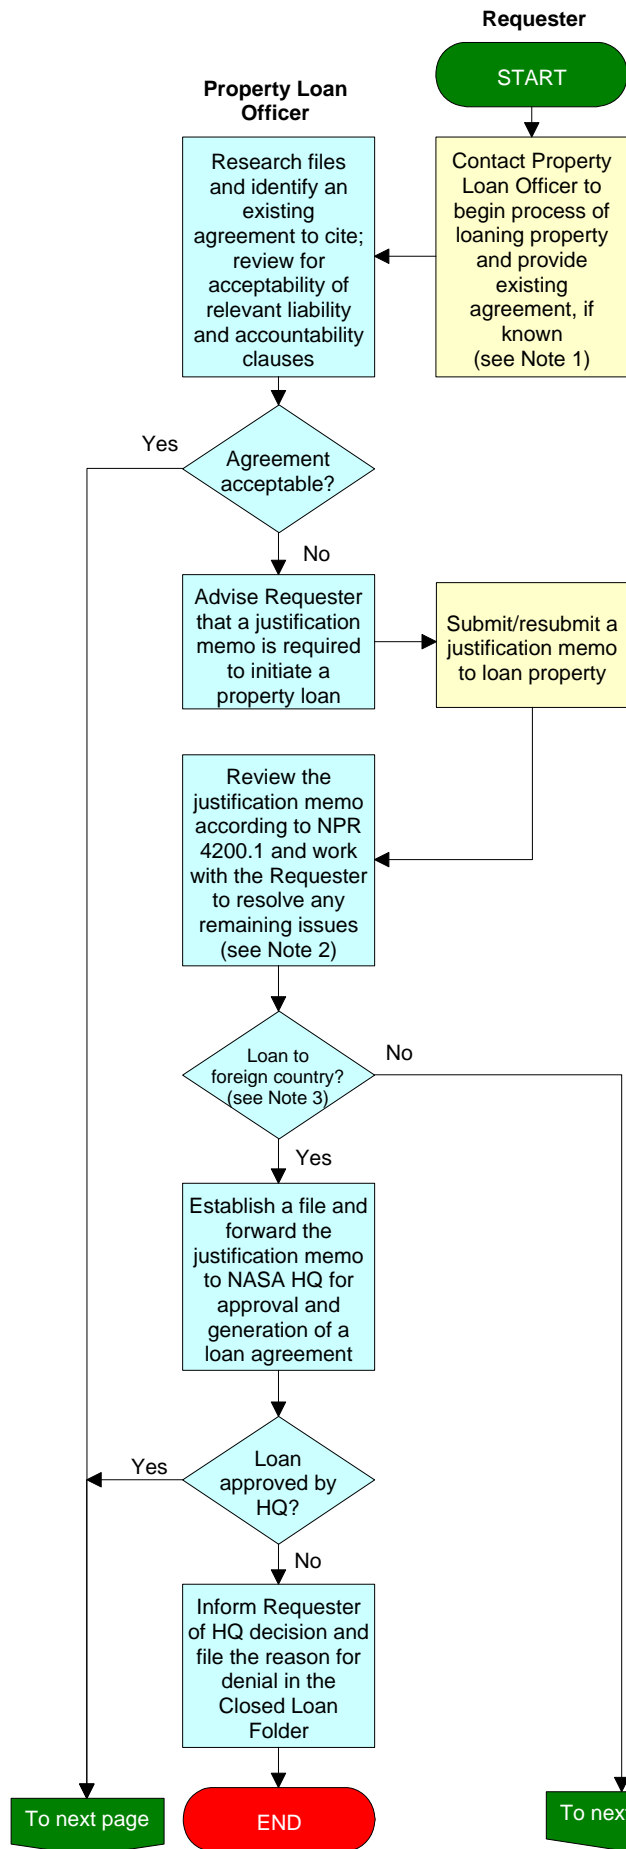 Requester
START
Property Loan
Officer
Research files
and identify an
existing
agreement to cite;
review for
acceptability of
relevant liability
and accountability
clauses
Contact Property
Loan Officer to
begin process of
loaning property
and provide
existing
agreement, if
known
(see Note 1)
Yes
Agreement
acceptable?
No
Advise Requester
that a justification
memo is required
to initiate a
property loan
Submit/resubmit a
justification memo
to loan property
Review the
justification memo
according to NPR
4200.1 and work
with the Requester
to resolve any
remaining issues
(see Note 2)
Loan to
foreign country?
(see Note 3)
No
Yes
Establish a file and
forward the
justification memo
to NASA HQ for
approval and
generation of a
loan agreement
Yes
Loan
approved by
HQ?
No
Inform Requester
of HQ decision and
file the reason for
denial in the
Closed Loan
Folder
To next page
END
To next